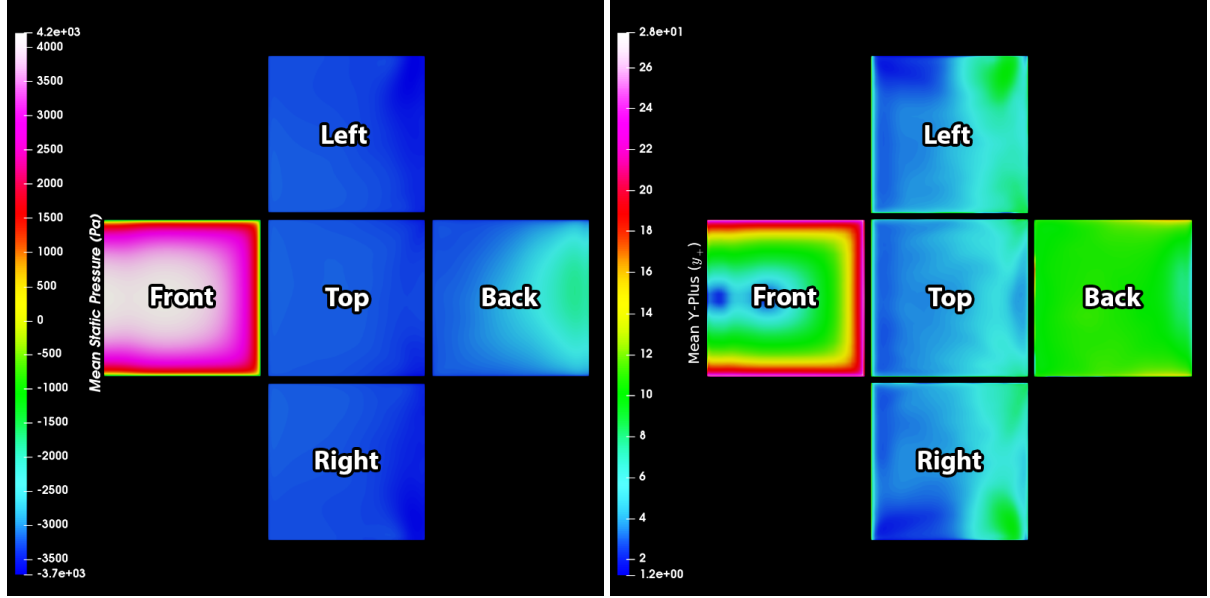 4.2e+03
4000
3500
3000
2500
2000
1500
1000
500
0
-500
-1000
-1500
-2000
-2500
-3000
-3500
-3.7e+03
Mean Static Pressure (Pa)
Left
Front
Top
Back
Right
2.8e+01
26
24
22
20
18
16
14
12
10
8
6
4
2
1.2e+00
Mean Y-Plus (y+)
Left
Front
Top
Back
Right